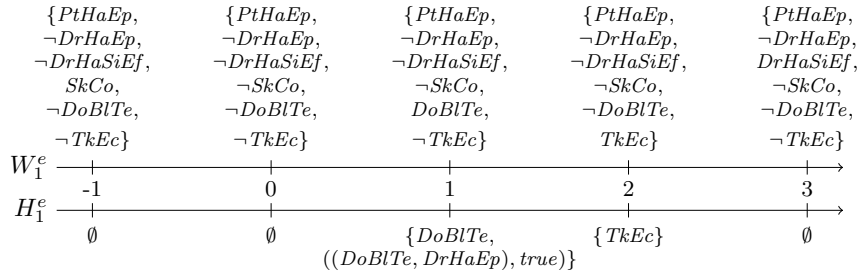 {PtHaEp, {PtHaEp, {PtHaEp, {PtHaEp, {PtHaEp,
¬DrHaEp, ¬DrHaEp, ¬DrHaEp, ¬DrHaEp, ¬DrHaEp,
¬DrHaSiEf, ¬DrHaSiEf, ¬DrHaSiEf, ¬DrHaSiEf, DrHaSiEf,
SkCo, ¬SkCo, ¬SkCo, ¬SkCo, ¬SkCo,
¬DoBlTe, ¬DoBlTe, DoBlTe, ¬DoBlTe, ¬DoBlTe,
¬TkEc} ¬TkEc} ¬TkEc} TkEc} ¬TkEc}
W₁ᵉ
-1 0 1 2 3
H₁ᵉ
∅ ∅ {DoBlTe, {TkEc} ∅
((DoBlTe, DrHaEp), true)}